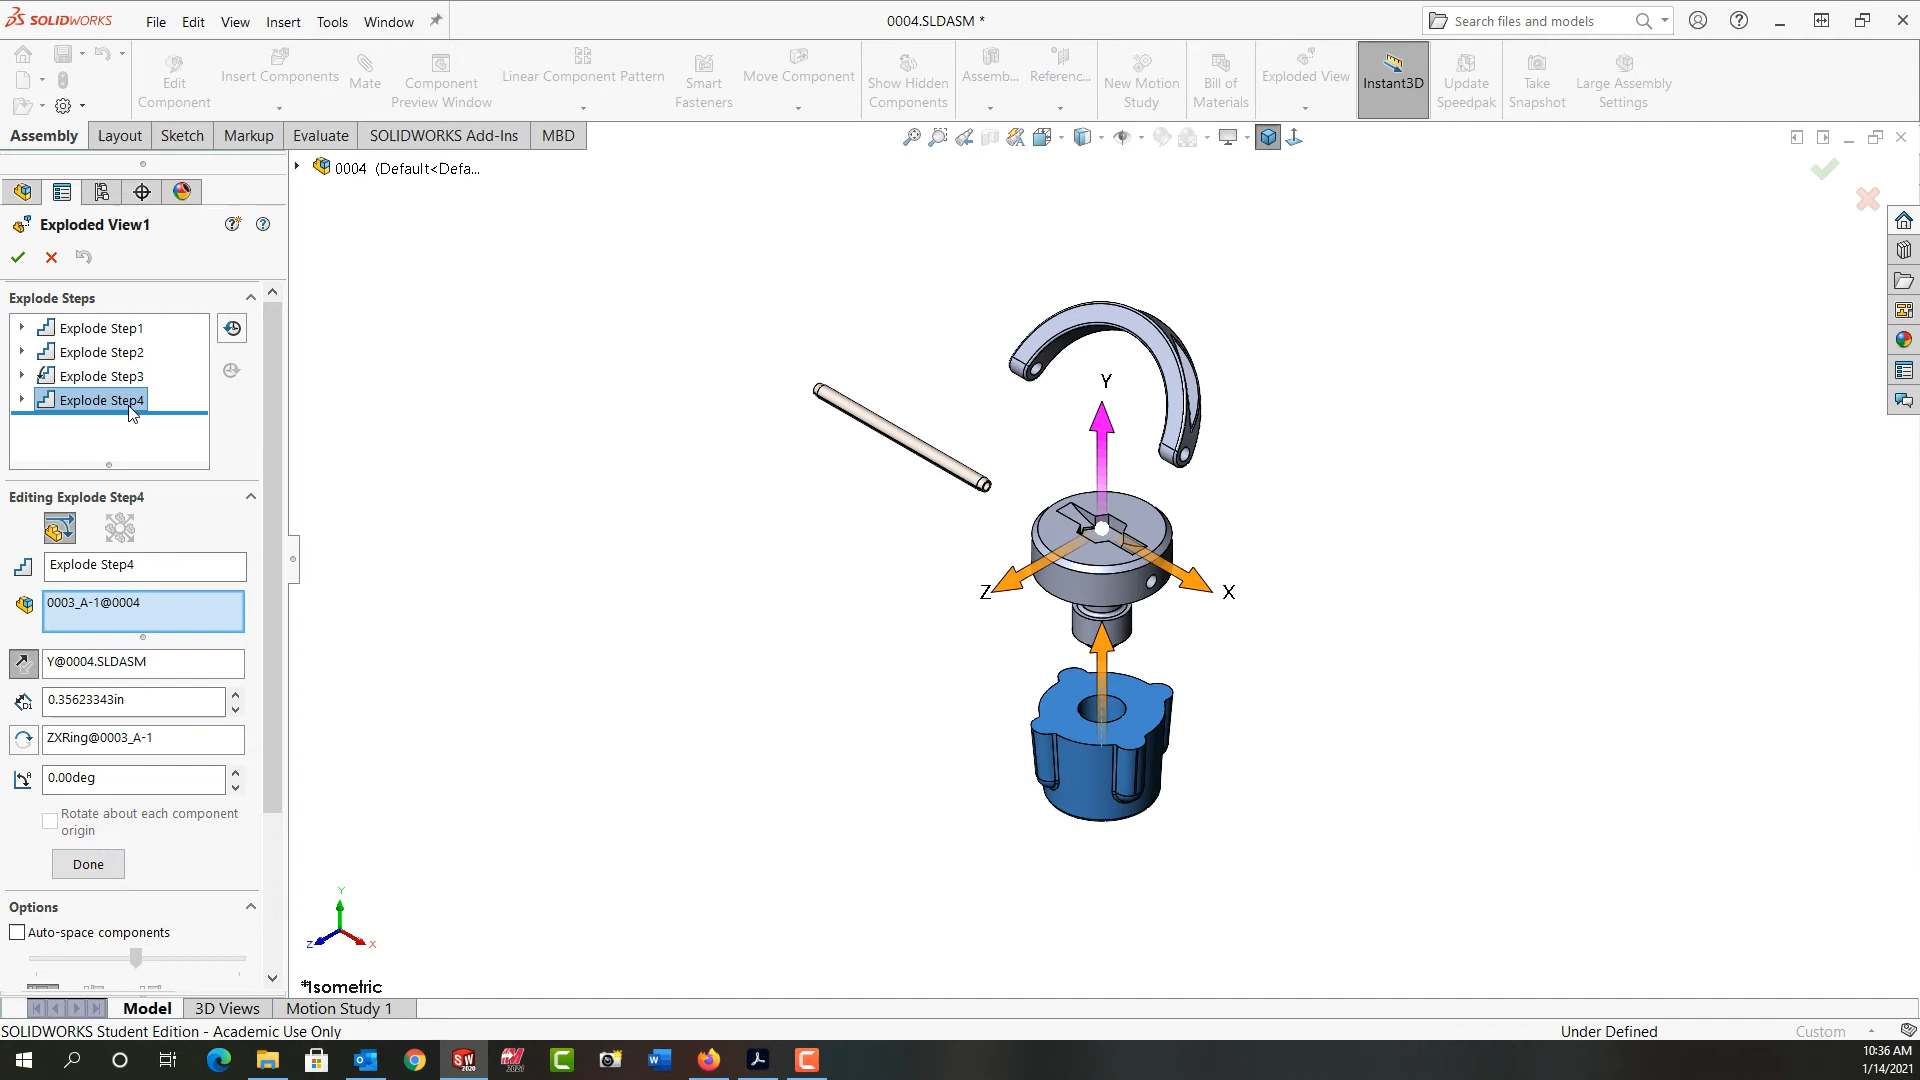 SOLIDWORKS
File Edit View Insert Tools Window
0004.SLDASM *
Search files and models
Edit Component
Insert Components
Mate
Component Preview Window
Linear Component Pattern
Smart Fasteners
Move Component
Show Hidden Components
Assemb...
Referenc...
New Motion Study
Bill of Materials
Exploded View
Instant3D
Update Speedpak
Take Snapshot
Large Assembly Settings
Assembly Layout Sketch Markup Evaluate SOLIDWORKS Add-Ins MBD
0004 (Default<Defa...
Exploded View1
Explode Steps
Explode Step1
Explode Step2
Explode Step3
Explode Step4
Editing Explode Step4
Explode Step4
0003_A-1@0004
Y@0004.SLDASM
0.35623343in
ZXRing@0003_A-1
0.00deg
Rotate about each component
origin
Done
Options
Auto-space components
Y
Z
X
Y
Z
X
*Isometric
Model 3D Views Motion Study 1
SOLIDWORKS Student Edition - Academic Use Only
Under Defined
Custom
10:36 AM
1/14/2021